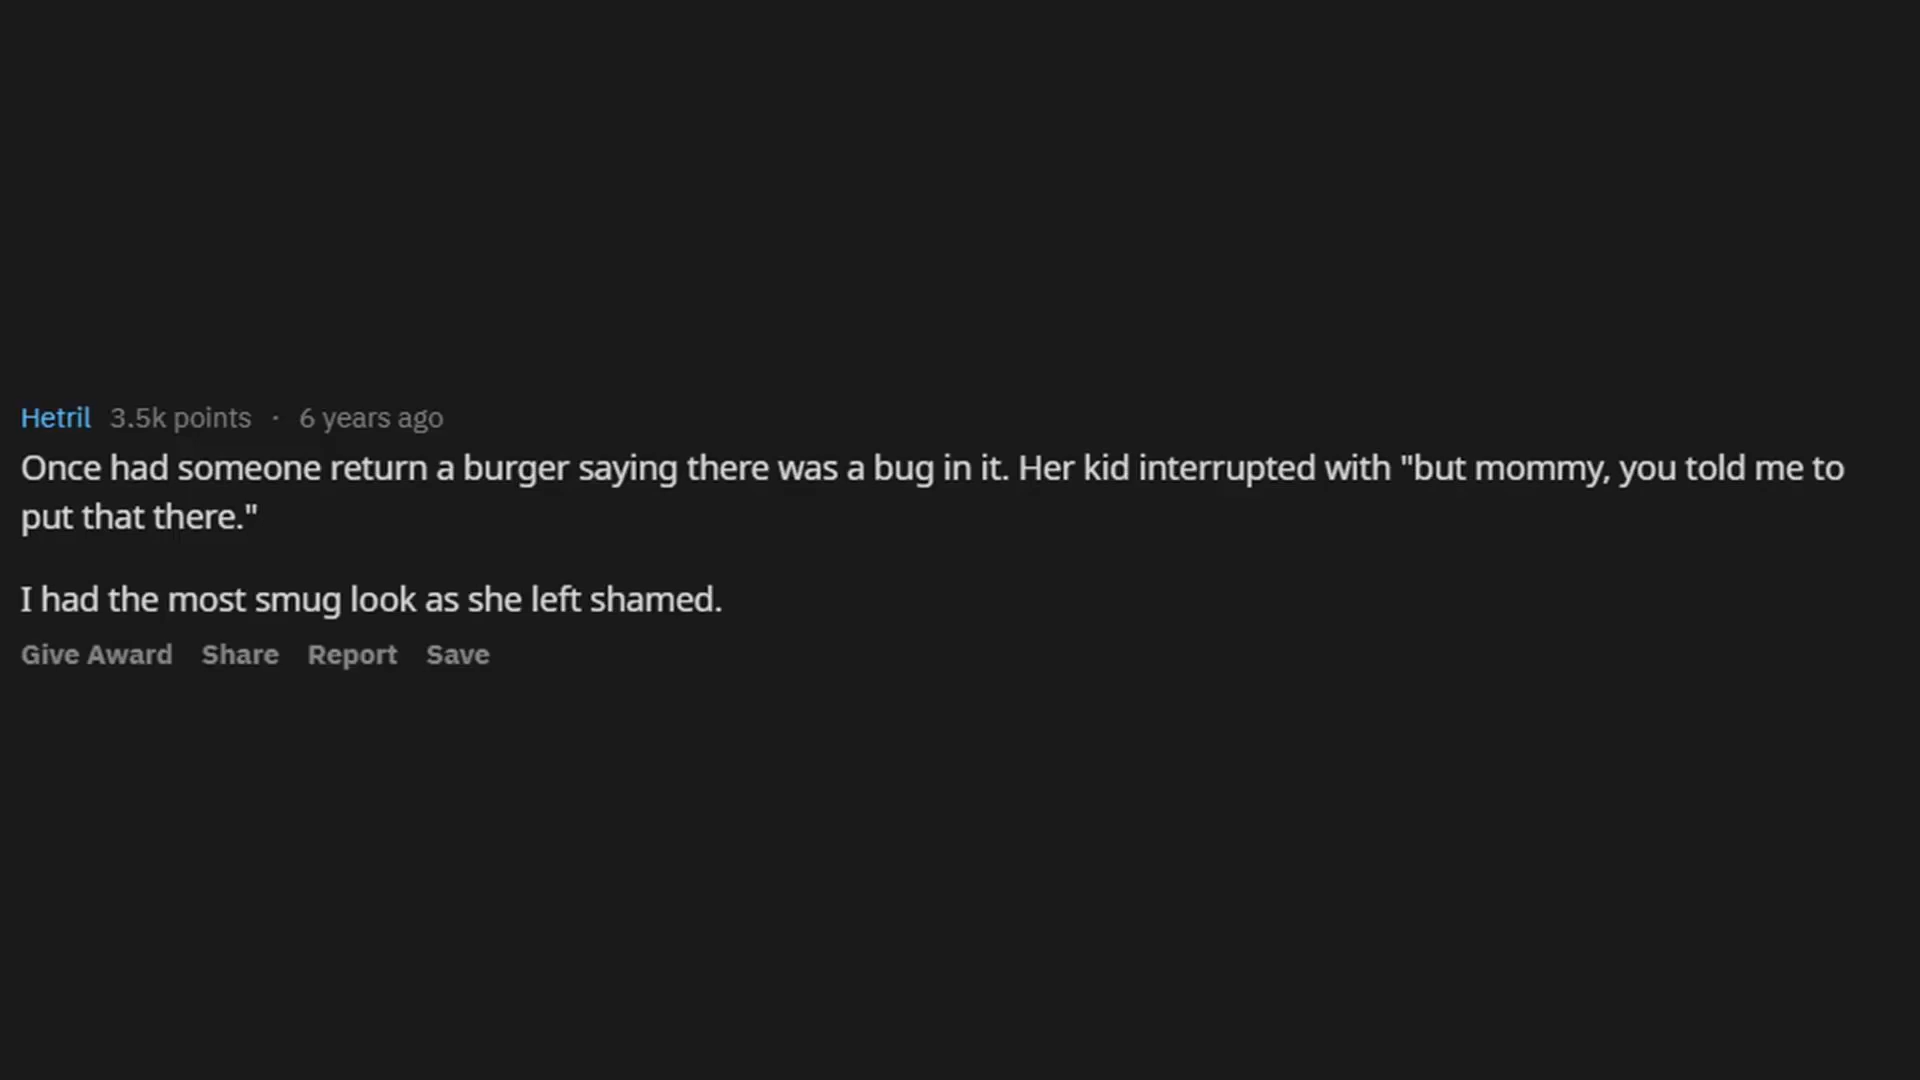 Hetril 3.5k points · 6 years ago
Once had someone return a burger saying there was a bug in it. Her kid interrupted with "but mommy, you told me to
put that there."
I had the most smug look as she left shamed.
Give Award Share Report Save